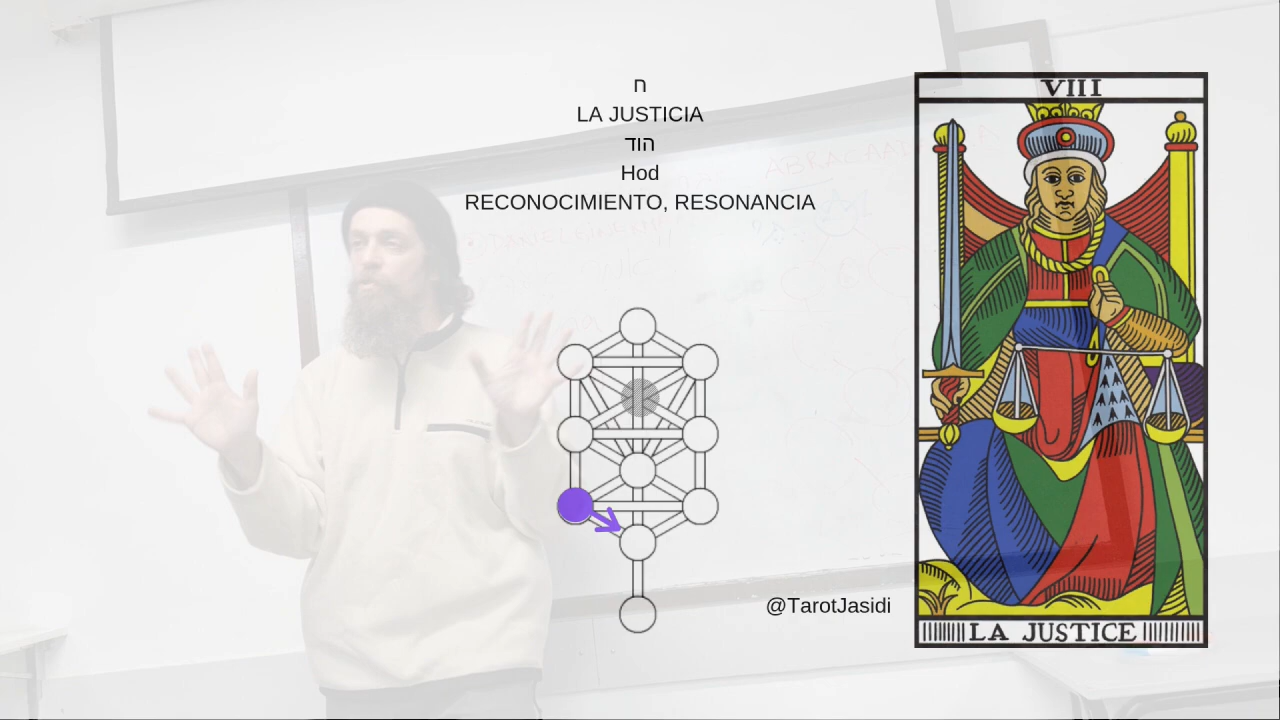 ח
LA JUSTICIA
הוד
Hod
RECONOCIMIENTO, RESONANCIA
@TarotJasidi
VIII
LA JUSTICE